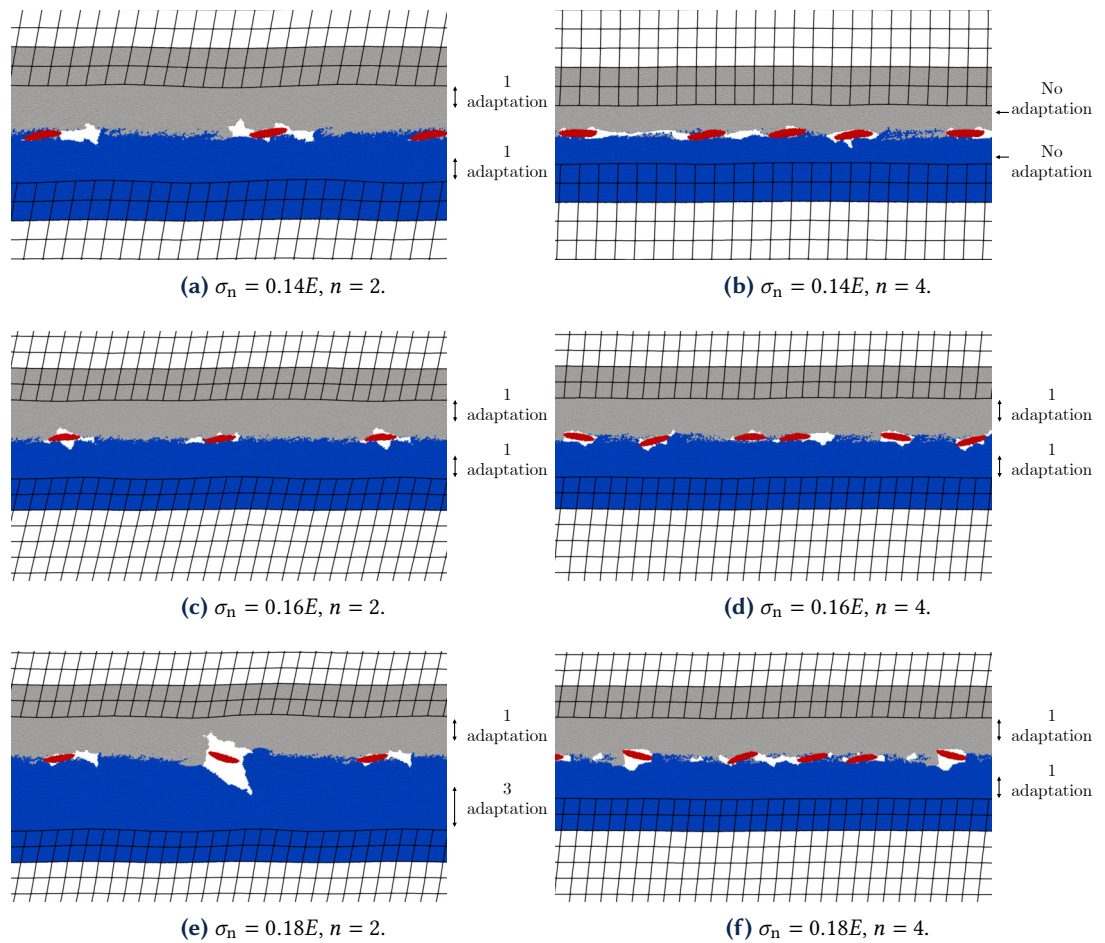 1
adaptation
1
adaptation
(a) σn = 0.14E, n = 2.
No
adaptation
No
adaptation
(b) σn = 0.14E, n = 4.
1
adaptation
1
adaptation
(c) σn = 0.16E, n = 2.
1
adaptation
1
adaptation
(d) σn = 0.16E, n = 4.
1
adaptation
3
adaptation
(e) σn = 0.18E, n = 2.
1
adaptation
1
adaptation
(f) σn = 0.18E, n = 4.